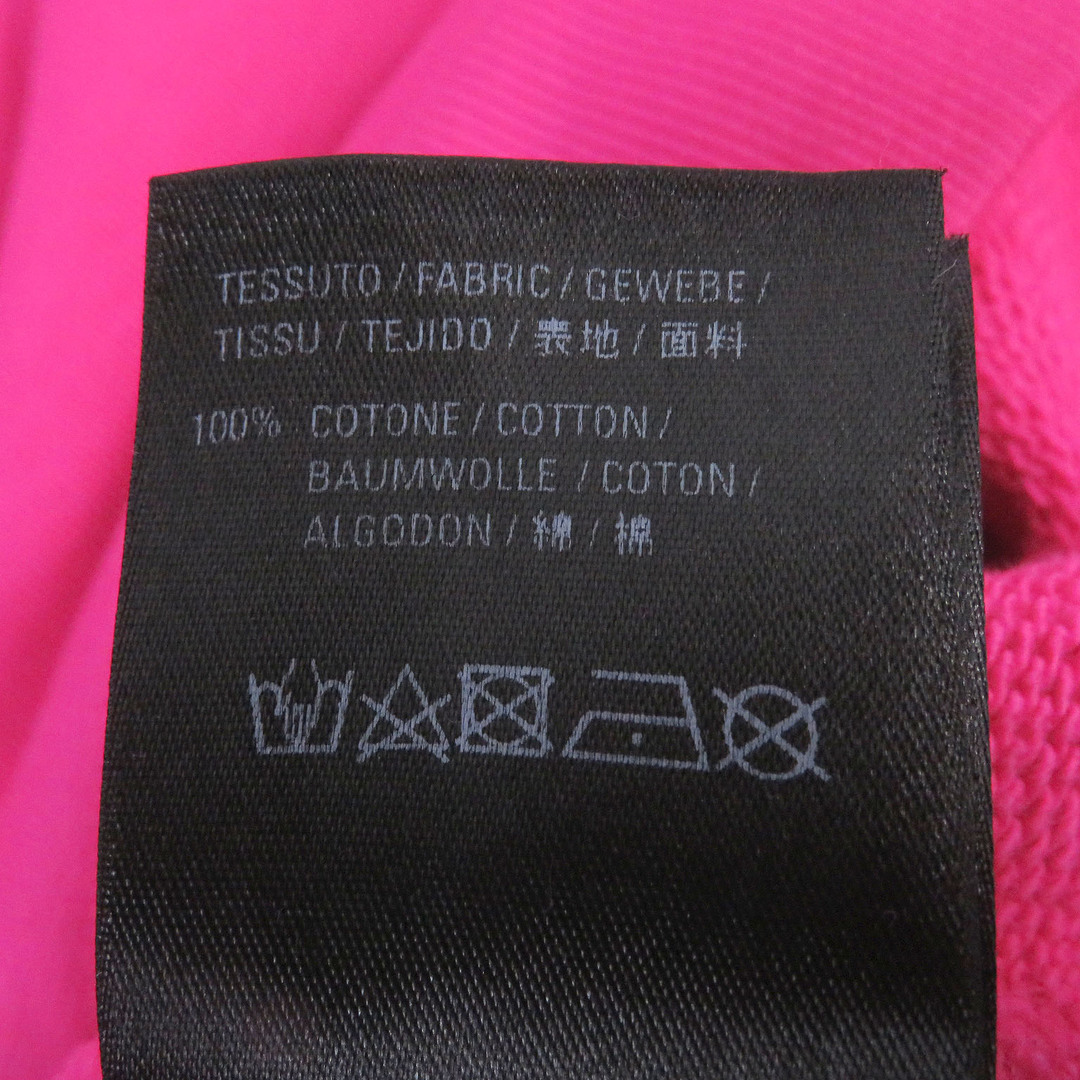 TESSUTO / FABRIC / GEWEBE /
TISSU / TEJIDO / 表地 / 面料
100% COTONE / COTTON /
BAUMWOLLE / COTON /
ALGODON / 綿 / 棉